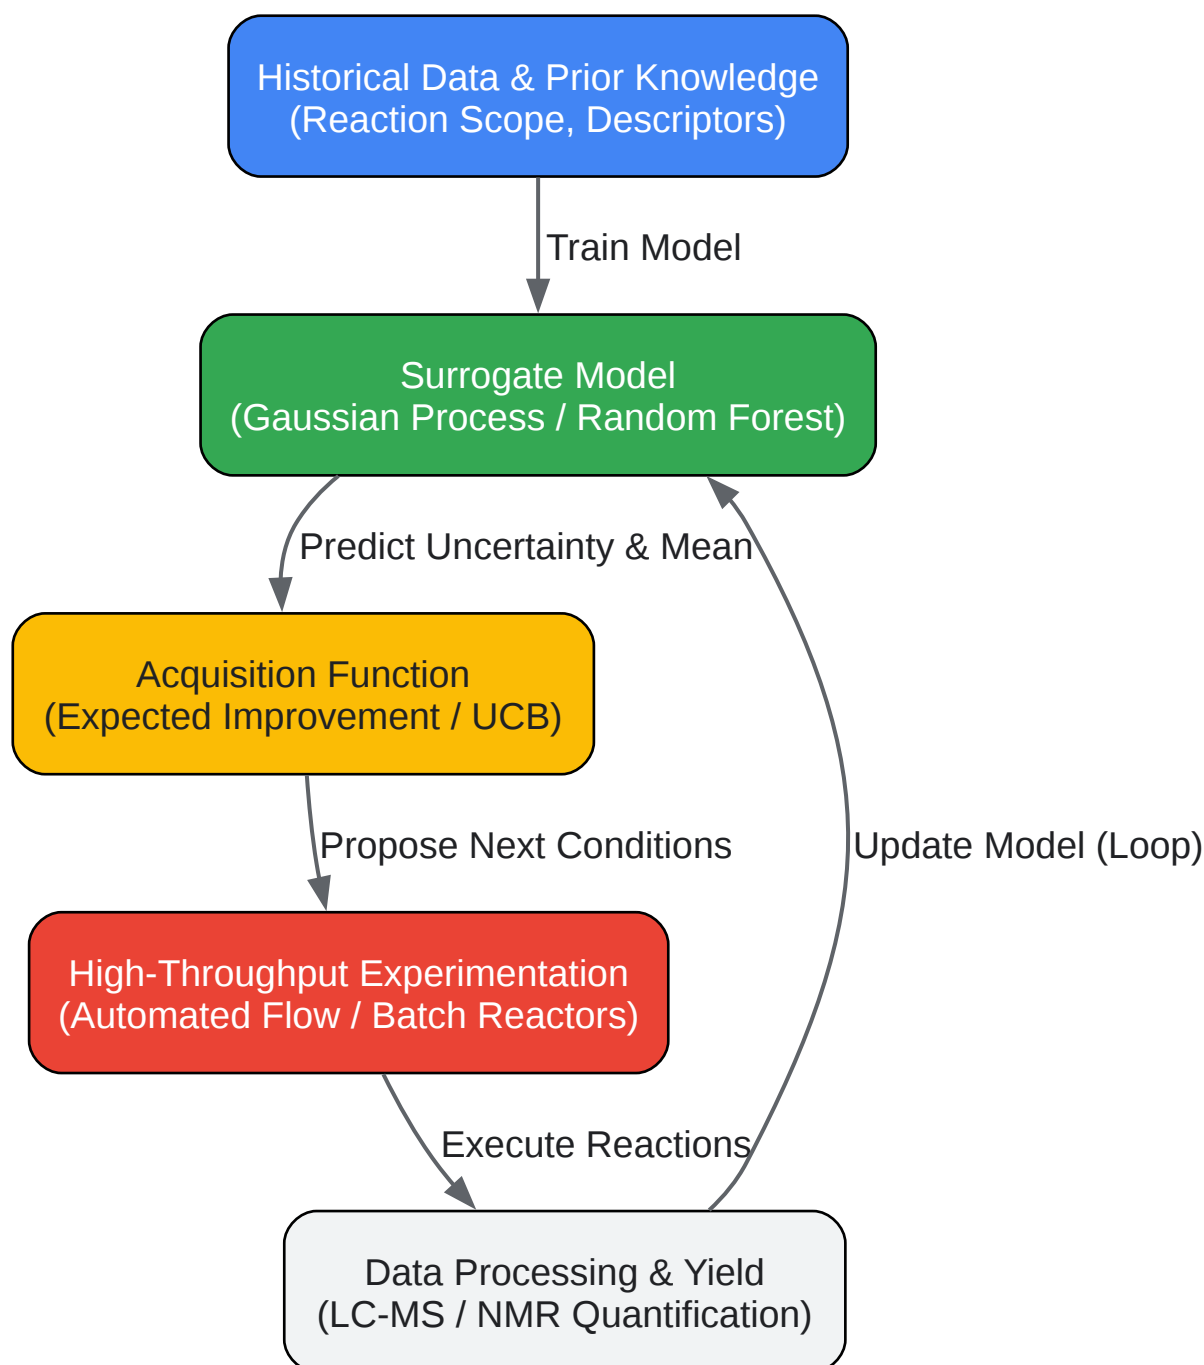 Historical Data & Prior Knowledge
(Reaction Scope, Descriptors)
Train Model
Surrogate Model
(Gaussian Process / Random Forest)
Predict Uncertainty & Mean
Acquisition Function
(Expected Improvement / UCB)
Propose Next Conditions
Update Model (Loop)
High-Throughput Experimentation
(Automated Flow / Batch Reactors)
Execute Reactions
Data Processing & Yield
(LC-MS / NMR Quantification)